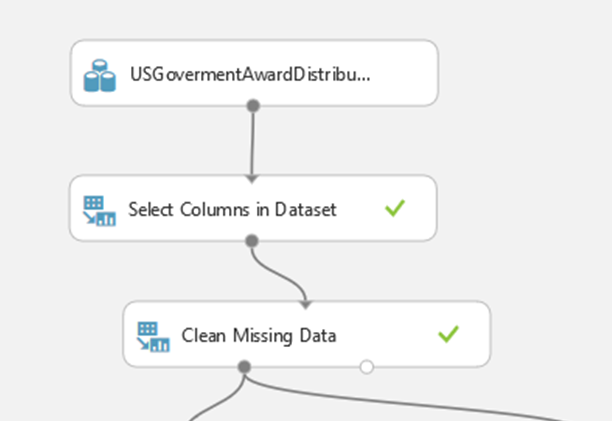 USGovermentAwardDistribu...
Select Columns in Dataset
Clean Missing Data